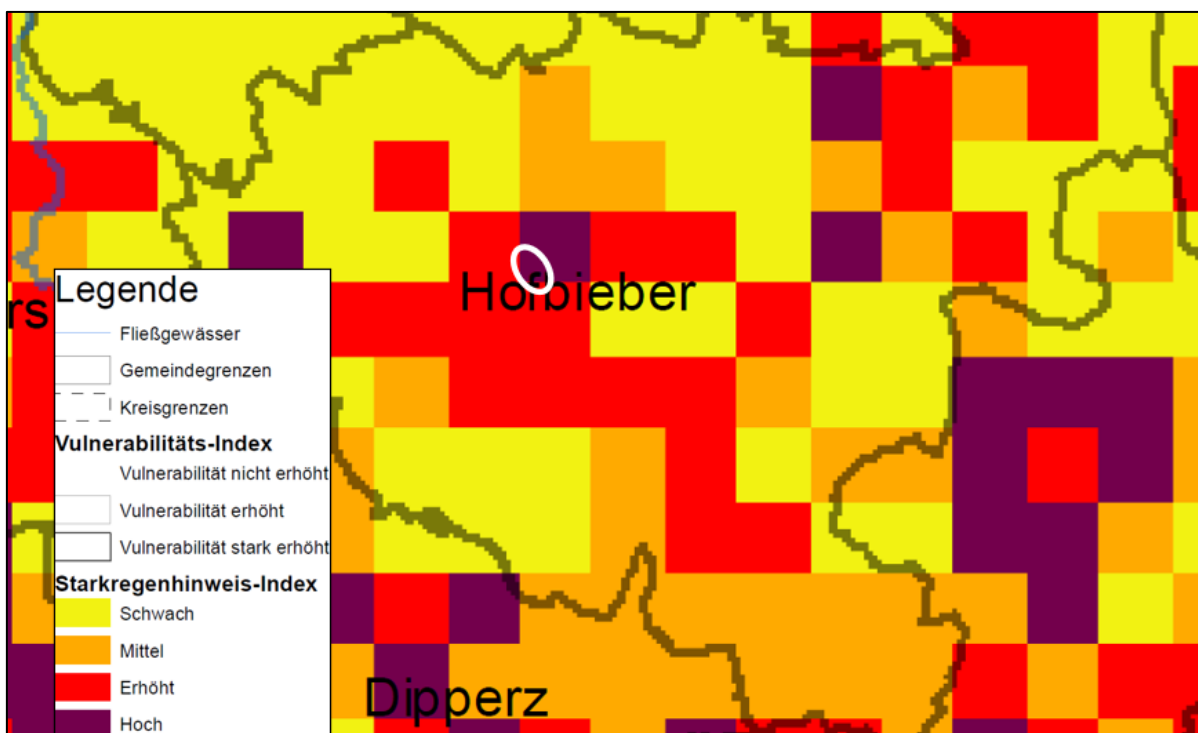 Hofbieber
rs
Legende
Fließgewässer
Gemeindegrenzen
Kreisgrenzen
Vulnerabilitäts-Index
Vulnerabilität nicht erhöht
Vulnerabilität erhöht
Vulnerabilität stark erhöht
Starkregenhinweis-Index
Schwach
Mittel
Erhöht
Hoch
Dipperz